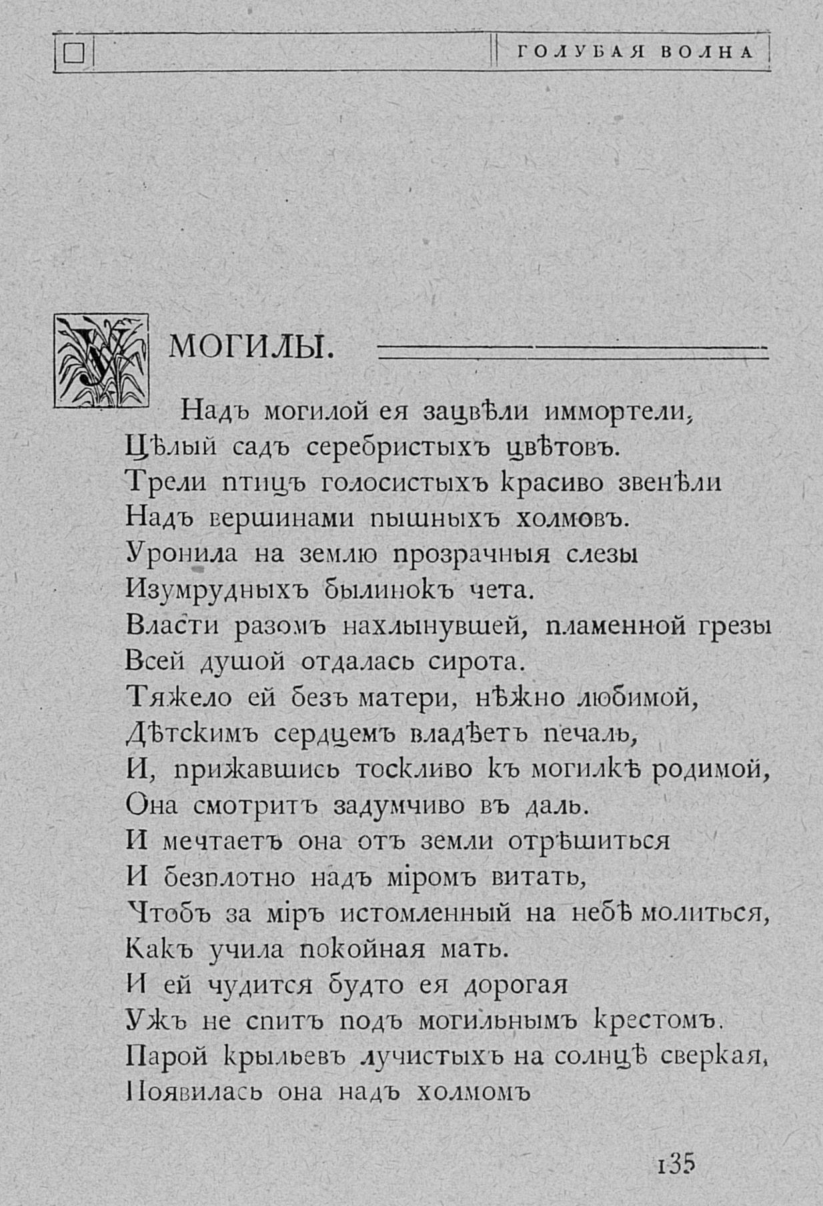 ГОЛУБАЯ ВОЛНА
У МОГИЛЫ.
Надъ могилой ея зацвѣли иммортели,
Цѣлый садъ серебристыхъ цвѣтовъ.
Трели птицъ голосистыхъ красиво звенѣли
Надъ вершинами пышныхъ холмовъ.
Уронила на землю прозрачныя слезы
Изумрудныхъ былинокъ чета.
Власти разомъ нахлынувшей, пламенной грезы
Всей душой отдалась сирота.
Тяжело ей безъ матери, нѣжно любимой,
Дѣтскимъ сердцемъ владѣетъ печаль,
И, прижавшись тоскливо къ могилкѣ родимой,
Она смотритъ задумчиво въ даль.
И мечтаетъ она отъ земли отрѣшиться
И безплотно надъ міромъ витать,
Чтобъ за міръ истомленный на небѣ молиться,
Какъ учила покойная мать.
И ей чудится будто ея дорогая
Ужъ не спитъ подъ могильнымъ крестомъ.
Парой крыльевъ лучистыхъ на солнцѣ сверкая,
Появилась она надъ холмомъ
135